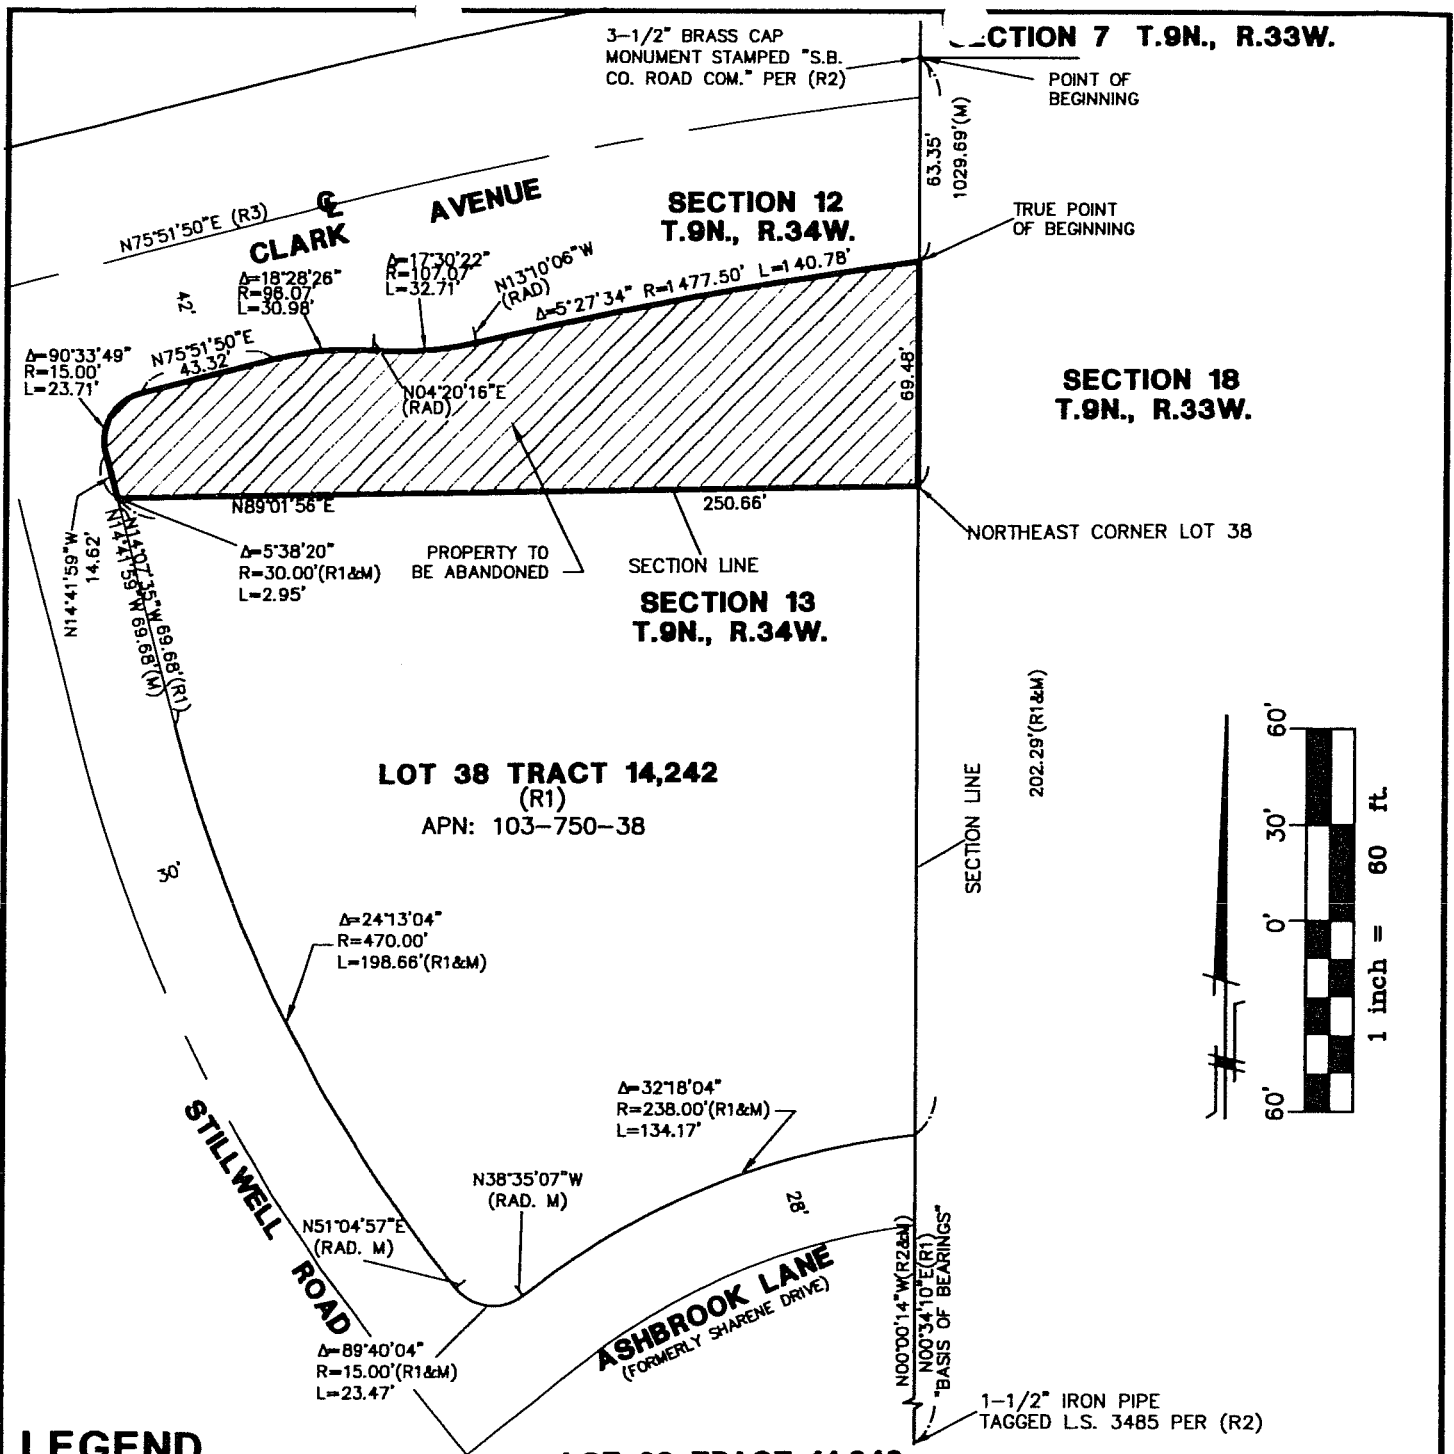 3-1/2" BRASS CAP
MONUMENT STAMPED "S.B.
CO. ROAD COM." PER (R2)
SECTION 7 T.9N., R.33W.
POINT OF
BEGINNING
63.35'
1029.69'(M)
N75°51'50"E (R3)
CL
CLARK AVENUE
SECTION 12
T.9N., R.34W.
TRUE POINT
OF BEGINNING
42'
Δ=18°28'26"
R=96.07'
L=30.98'
Δ=17°30'22"
R=107.07'
L=32.71'
N13°10'06"W
(RAD)
Δ=5°27'34" R=1477.50' L=140.78'
Δ=90°33'49"
R=15.00'
L=23.71'
N75°51'50"E
43.32'
N04°20'16"E
(RAD)
69.48'
SECTION 18
T.9N., R.33W.
N89°01'56"E
250.66'
NORTHEAST CORNER LOT 38
N14°41'59"W
14.62'
N14°07'35"W 69.68'(R1)
N14°41'59"W 69.68'(M)
Δ=5°38'20"
R=30.00'(R1&M)
L=2.95'
PROPERTY TO
BE ABANDONED
SECTION LINE
SECTION 13
T.9N., R.34W.
202.29'(R1&M)
SECTION LINE
LOT 38 TRACT 14,242
(R1)
APN: 103-750-38
60'
30'
0'
60'
1 inch = 60 ft.
30'
Δ=24°13'04"
R=470.00'
L=198.66'(R1&M)
STILLWELL ROAD
Δ=32°18'04"
R=238.00'(R1&M)
L=134.17'
N38°35'07"W
(RAD. M)
N51°04'57"E
(RAD. M)
28'
ASHBROOK LANE
(FORMERLY SHARENE DRIVE)
N00°00'14"W(R2&M)
N00°34'10"E(R1)
"BASIS OF BEARINGS"
Δ=89°40'04"
R=15.00'(R1&M)
L=23.47'
1-1/2" IRON PIPE
TAGGED L.S. 3485 PER (R2)
LEGEND